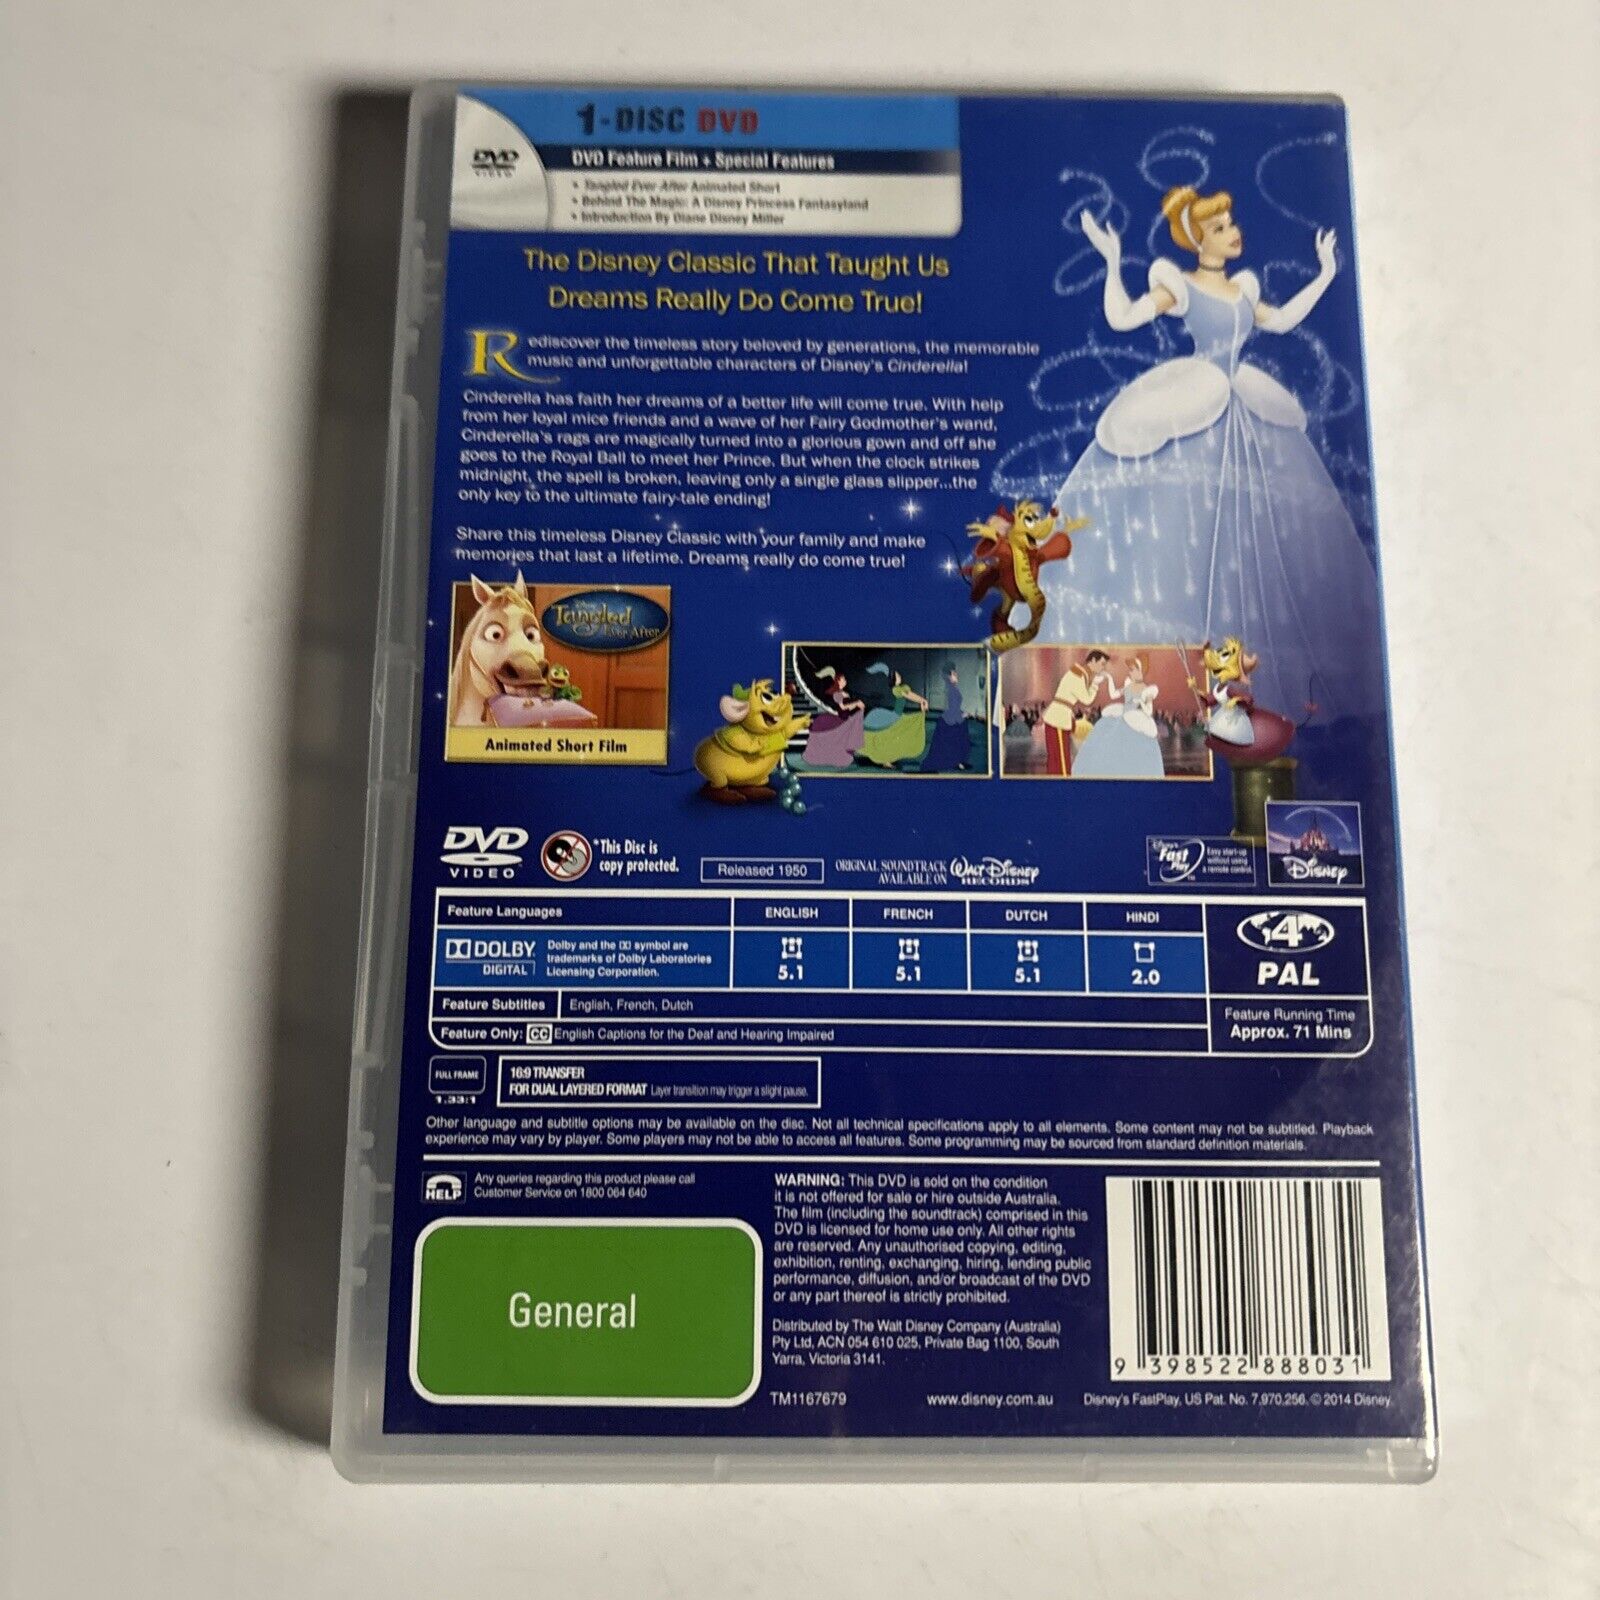 1-DISC DVD
DVD VIDEO
DVD Feature Film + Special Features
• Tangled Ever After Animated Short
• Behind The Magic: A Disney Princess Fantasyland
• Introduction By Diane Disney Miller
The Disney Classic That Taught Us
Dreams Really Do Come True!
Rediscover the timeless story beloved by generations, the memorable
music and unforgettable characters of Disney's Cinderella!
Cinderella has faith her dreams of a better life will come true. With help
from her loyal mice friends and a wave of her Fairy Godmother's wand,
Cinderella's rags are magically turned into a glorious gown and off she
goes to the Royal Ball to meet her Prince. But when the clock strikes
midnight, the spell is broken, leaving only a single glass slipper...the
only key to the ultimate fairy-tale ending!
Share this timeless Disney Classic with your family and make
memories that last a lifetime. Dreams really do come true!
Disney
Tangled
Ever After
Animated Short Film
DVD
VIDEO
*This Disc is
copy protected.
Released 1950
ORIGINAL SOUNDTRACK
AVAILABLE ON
WALT DISNEY
RECORDS
Disney's
Fast
Play
Easy start-up
without using
a remote control.
DISNEY
Feature Languages
ENGLISH FRENCH DUTCH HINDI
DOLBY
DIGITAL
Dolby and the DD symbol are
trademarks of Dolby Laboratories
Licensing Corporation.
5.1 5.1 5.1 2.0
4
PAL
Feature Subtitles English, French, Dutch
Feature Only: CC English Captions for the Deaf and Hearing Impaired
Feature Running Time
Approx. 71 Mins
FULL FRAME
1.33:1
16:9 TRANSFER
FOR DUAL LAYERED FORMAT Layer transition may trigger a slight pause.
Other language and subtitle options may be available on the disc. Not all technical specifications apply to all elements. Some content may not be subtitled. Playback
experience may vary by player. Some players may not be able to access all features. Some programming may be sourced from standard definition materials.
HELP
Any queries regarding this product please call
Customer Service on 1800 064 640
General
WARNING: This DVD is sold on the condition
it is not offered for sale or hire outside Australia.
The film (including the soundtrack) comprised in this
DVD is licensed for home use only. All other rights
are reserved. Any unauthorised copying, editing,
exhibition, renting, exchanging, hiring, lending public
performance, diffusion, and/or broadcast of the DVD
or any part thereof is strictly prohibited.
Distributed by The Walt Disney Company (Australia)
Pty Ltd, ACN 054 610 025, Private Bag 1100, South
Yarra, Victoria 3141.
9 398522 888031
TM1167679
www.disney.com.au
Disney's FastPlay, US Pat. No. 7,970,256. © 2014 Disney